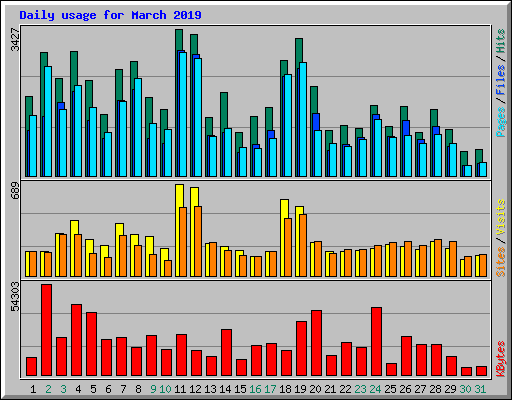 Daily usage for March 2019
3427
Pages / Files / Hits
689
Sites / Visits
54303
KBytes
1 2 3 4 5 6 7 8 9 10 11 12 13 14 15 16 17 18 19 20 21 22 23 24 25 26 27 28 29 30 31